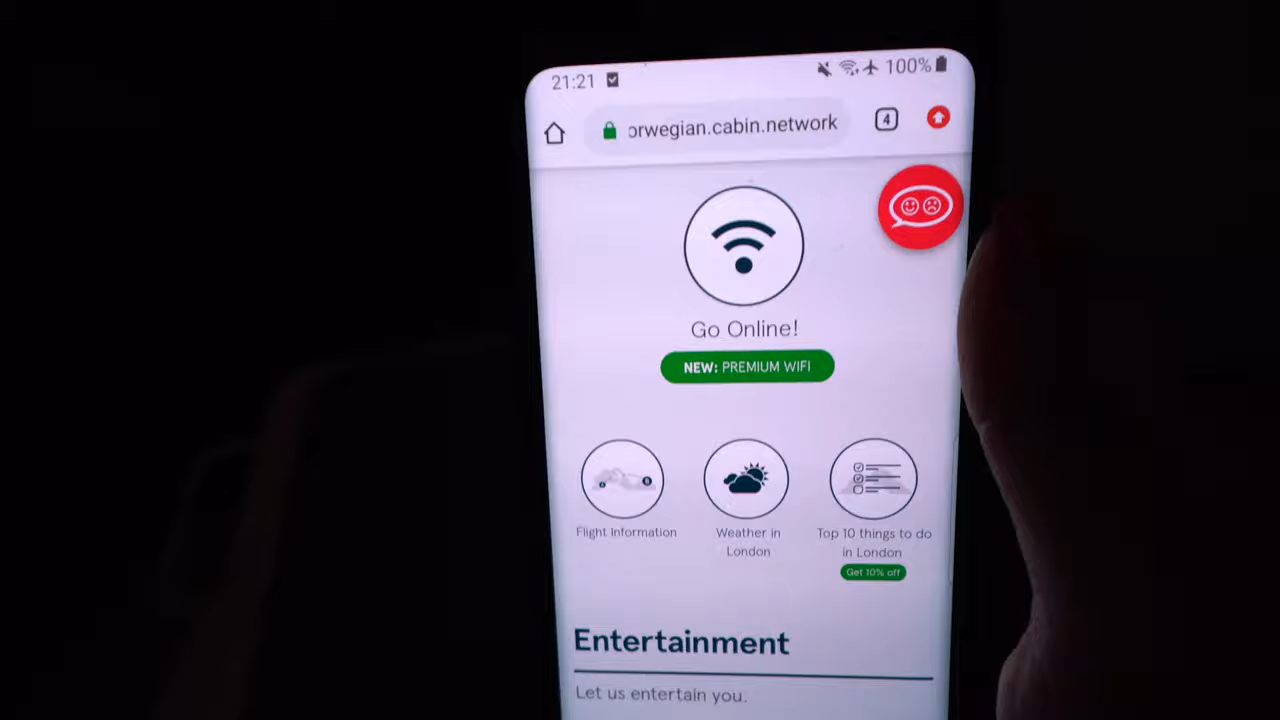 21:21
100%
orwegian.cabin.network
4
Go Online!
NEW: PREMIUM WIFI
Flight Information
Weather in
London
Top 10 things to do
in London
Get 10% off
Entertainment
Let us entertain you.